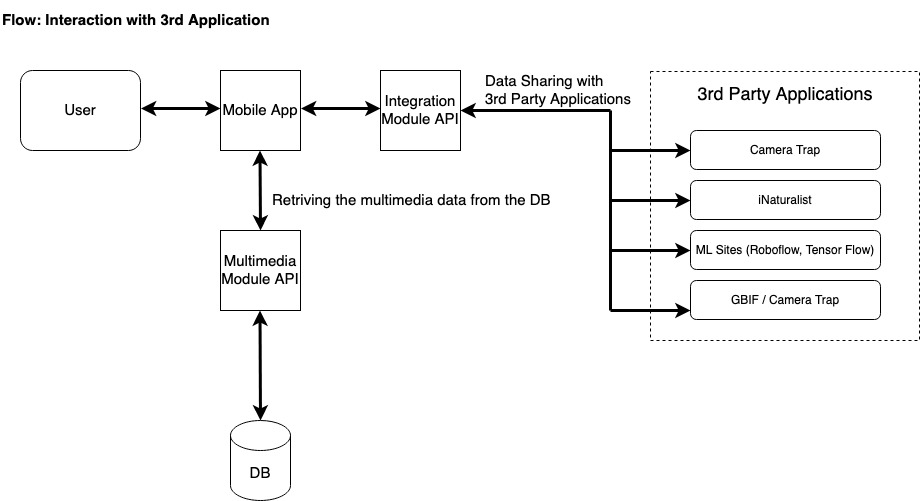 Flow: Interaction with 3rd Application
User
Mobile App
Integration
Module API
Data Sharing with
3rd Party Applications
3rd Party Applications
Camera Trap
iNaturalist
ML Sites (Roboflow, Tensor Flow)
GBIF / Camera Trap
Retriving the multimedia data from the DB
Multimedia
Module API
DB